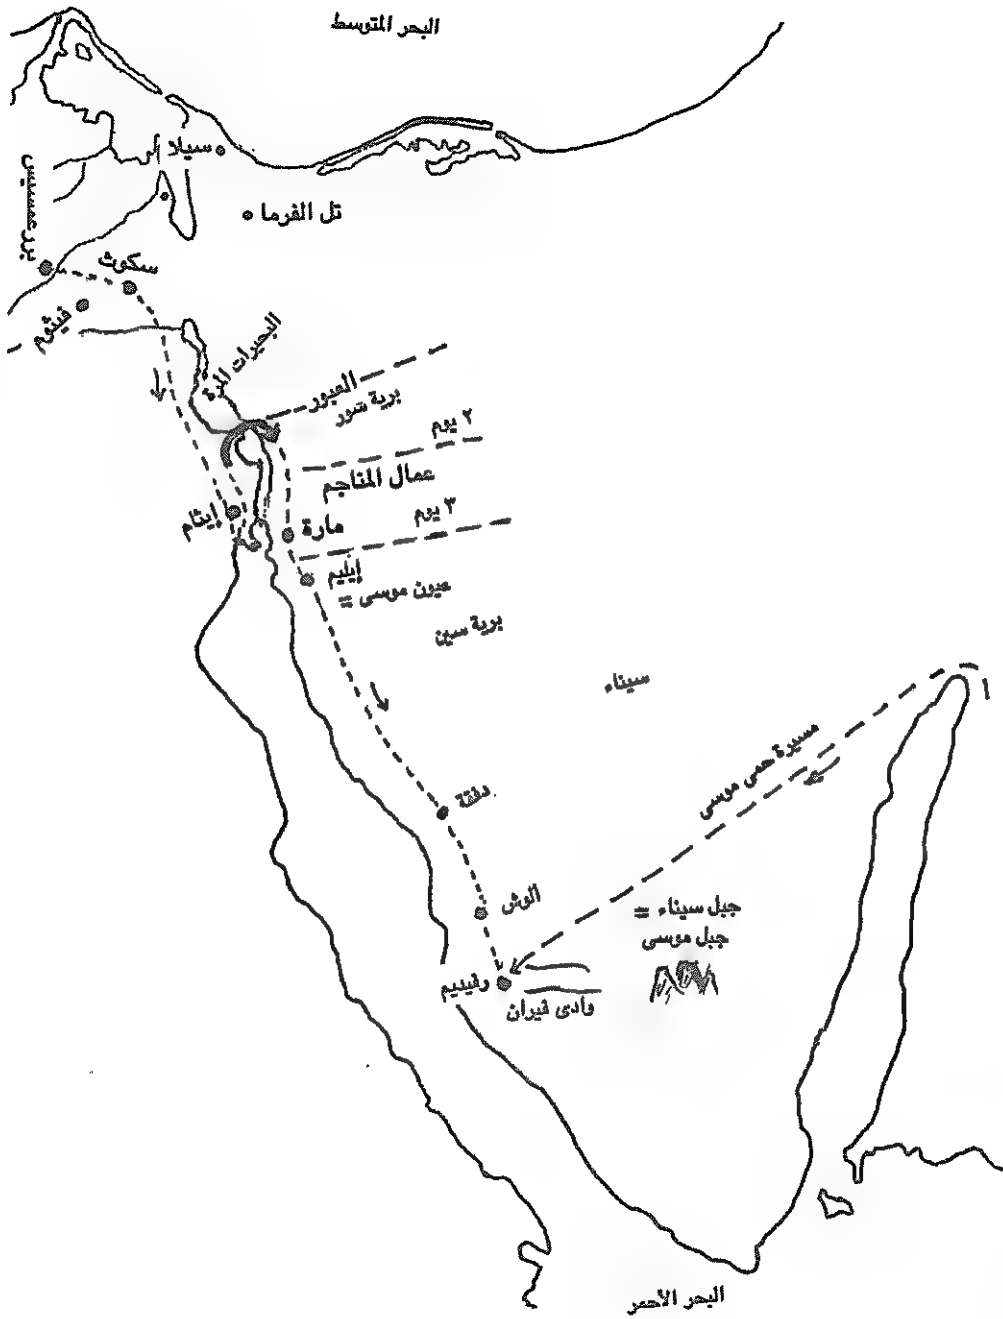 البحر المتوسط
سيلا
بررعمسيس
تل الفرما
سكوث
فيثوم
البحيرات المرة
العبور
برية شور
٢ يوم
عمال المناجم
٣ يوم
إيثام
مارة
إيليم
= عيون موسى
برية سين
سيناء
مسيرة حمى موسى
دفقة
الوش
جبل سيناء =
جبل موسى
رفيديم
وادى فيران
البحر الأحمر